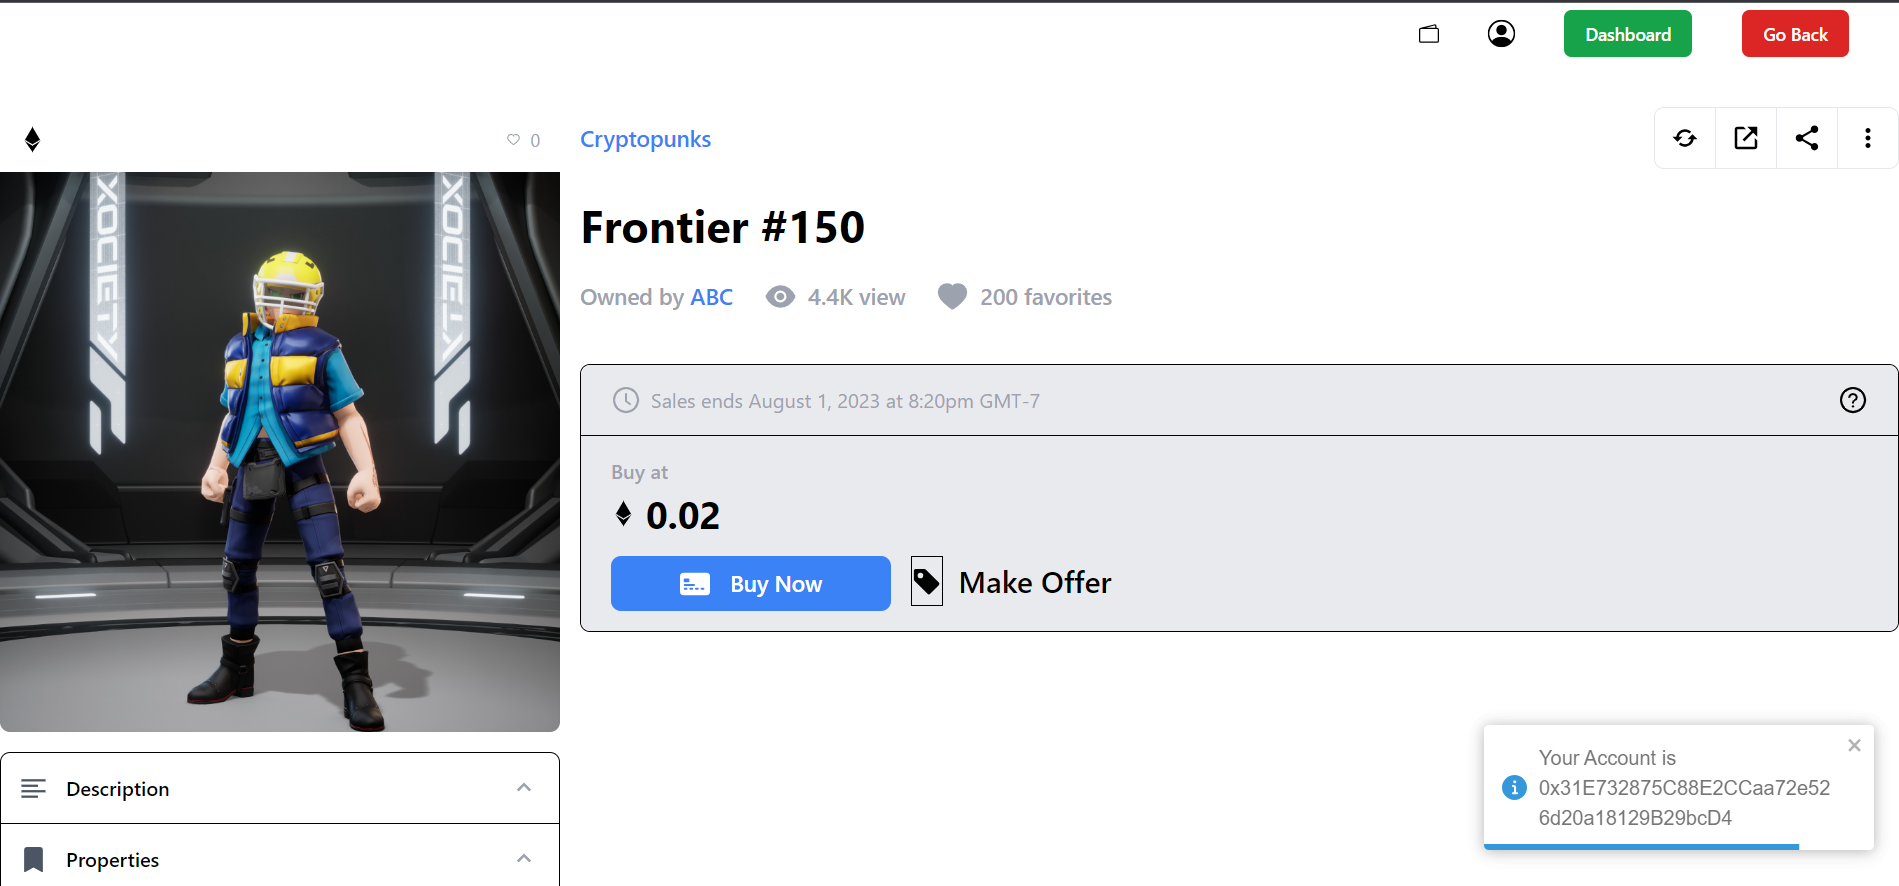 Dashboard
Go Back
0
Cryptopunks
XOCIETY
XOCIETY
Frontier #150
Owned by ABC 4.4K view 200 favorites
Sales ends August 1, 2023 at 8:20pm GMT-7
Buy at
0.02
Buy Now
Make Offer
Description
Properties
Your Account is
0x31E732875C88E2CCaa72e52
6d20a18129B29bcD4